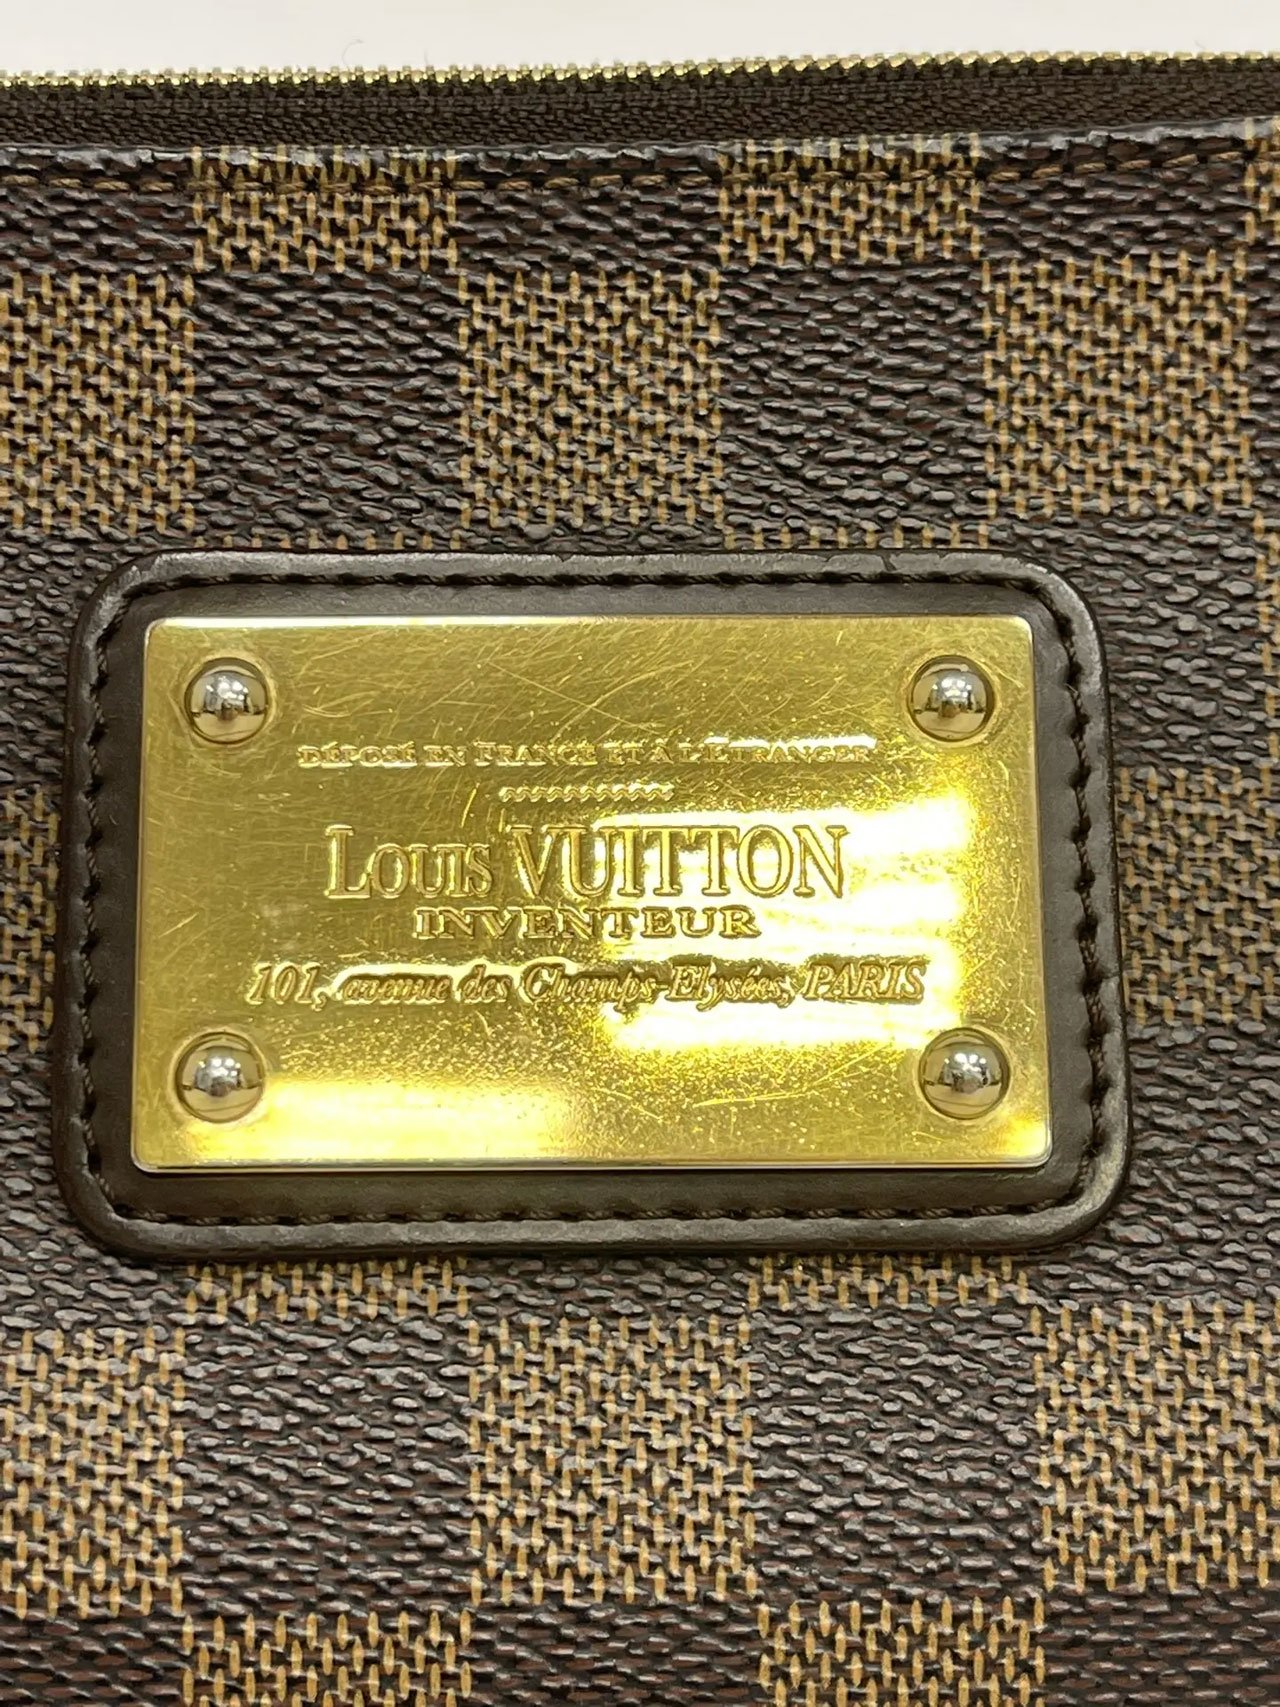 DÉPOSÉ EN FRANCE ET À L'ÉTRANGER
LOUIS VUITTON
INVENTEUR
101, avenue des Champs-Elysées, PARIS